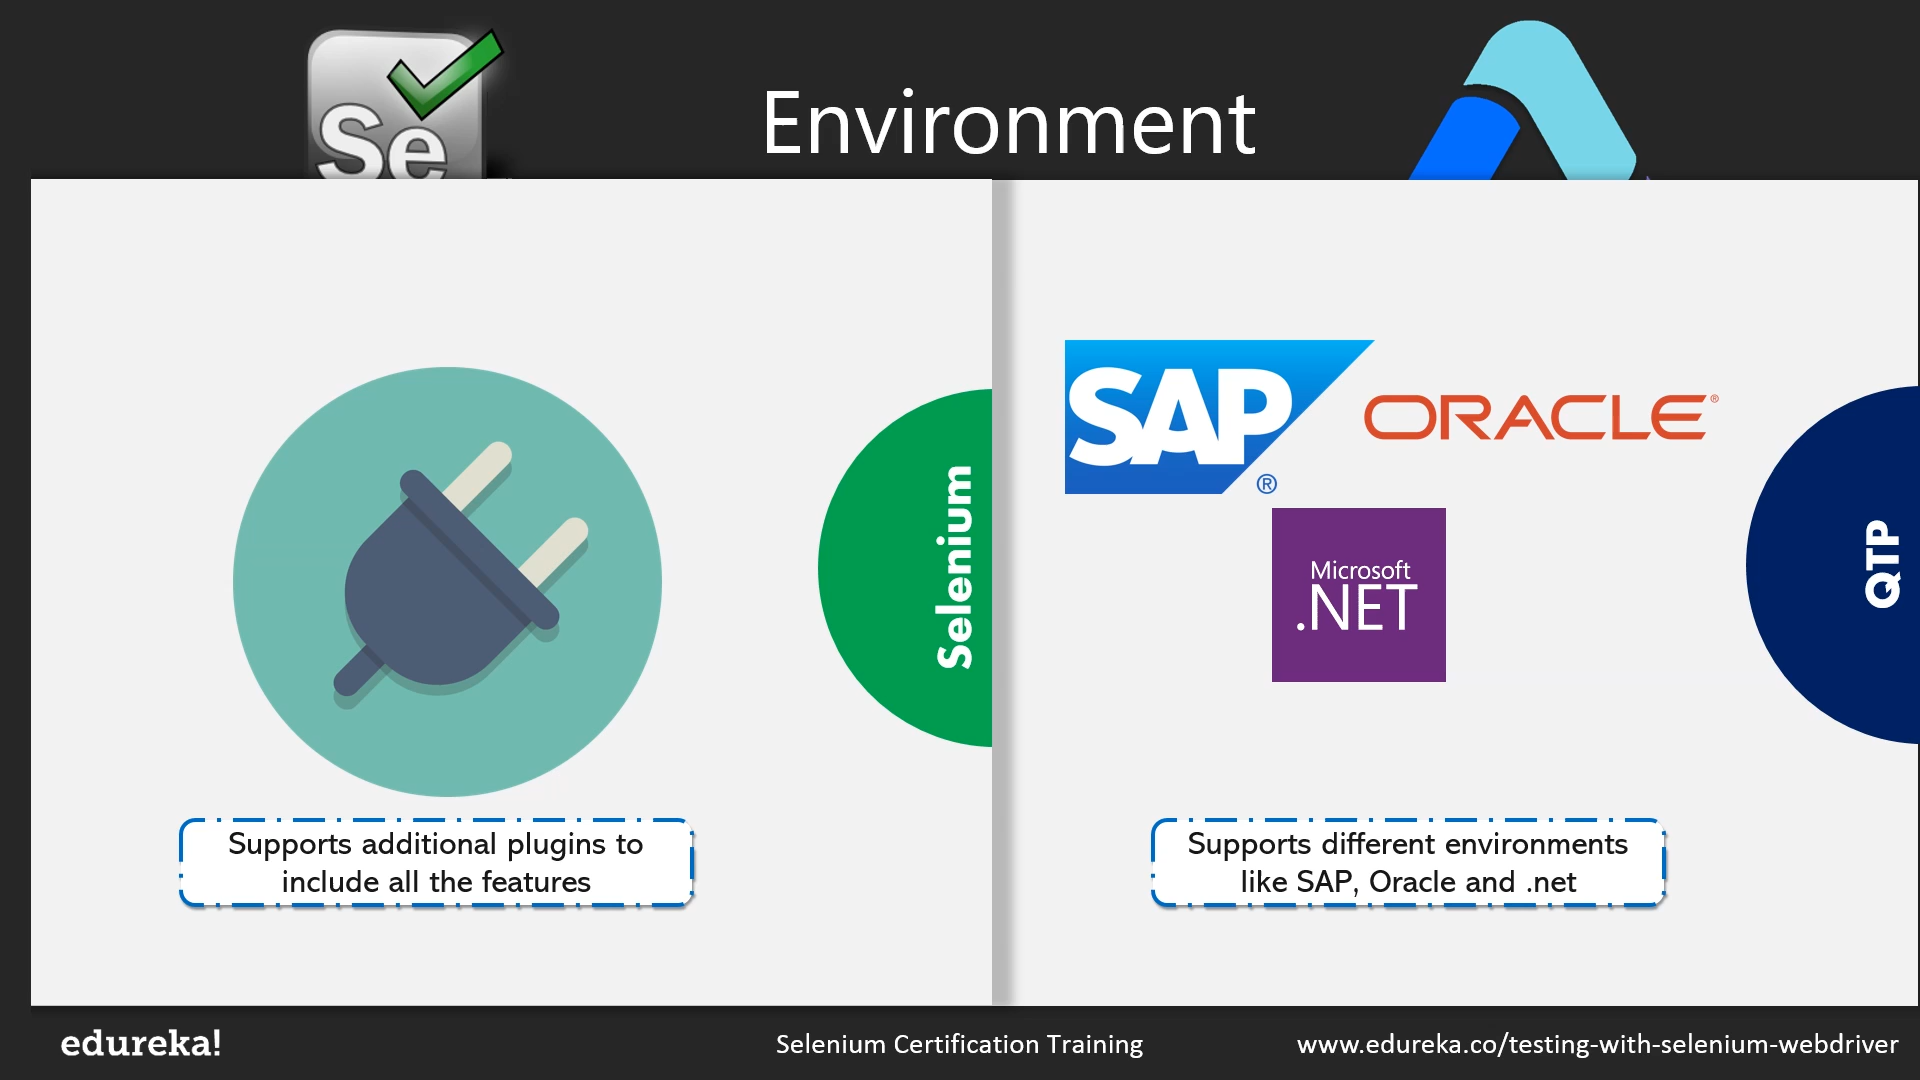 Se
Environment
Selenium
SAP
®
ORACLE®
Microsoft
.NET
QTP
Supports additional plugins to
include all the features
Supports different environments
like SAP, Oracle and .net
edureka!
Selenium Certification Training
www.edureka.co/testing-with-selenium-webdriver